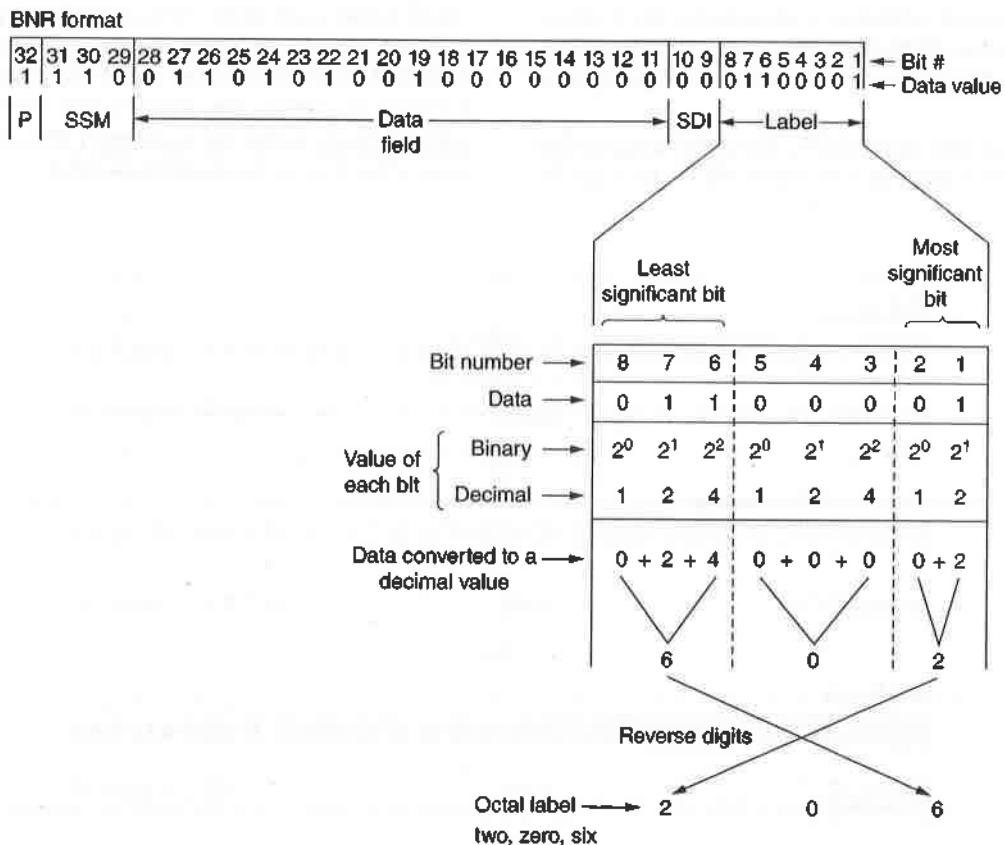 BNR format
32 31 30 29 28 27 26 25 24 23 22 21 20 19 18 17 16 15 14 13 12 11 10 9 8 7 6 5 4 3 2 1 Bit #
1 1 1 0 0 1 1 0 1 0 1 0 0 1 0 0 0 0 0 0 0 0 0 0 0 1 1 0 0 0 0 1 Data value
P SSM Data field SDI Label
Least significant bit
Most significant bit
Bit number 8 7 6 5 4 3 2 1
Data 0 1 1 0 0 0 0 1
Value of each bit
Binary 2⁰ 2¹ 2² 2⁰ 2¹ 2² 2⁰ 2¹
Decimal 1 2 4 1 2 4 1 2
Data converted to a decimal value 0 + 2 + 4 0 + 0 + 0 0 + 2
6 0 2
Reverse digits
Octal label 2 0 6
two, zero, six